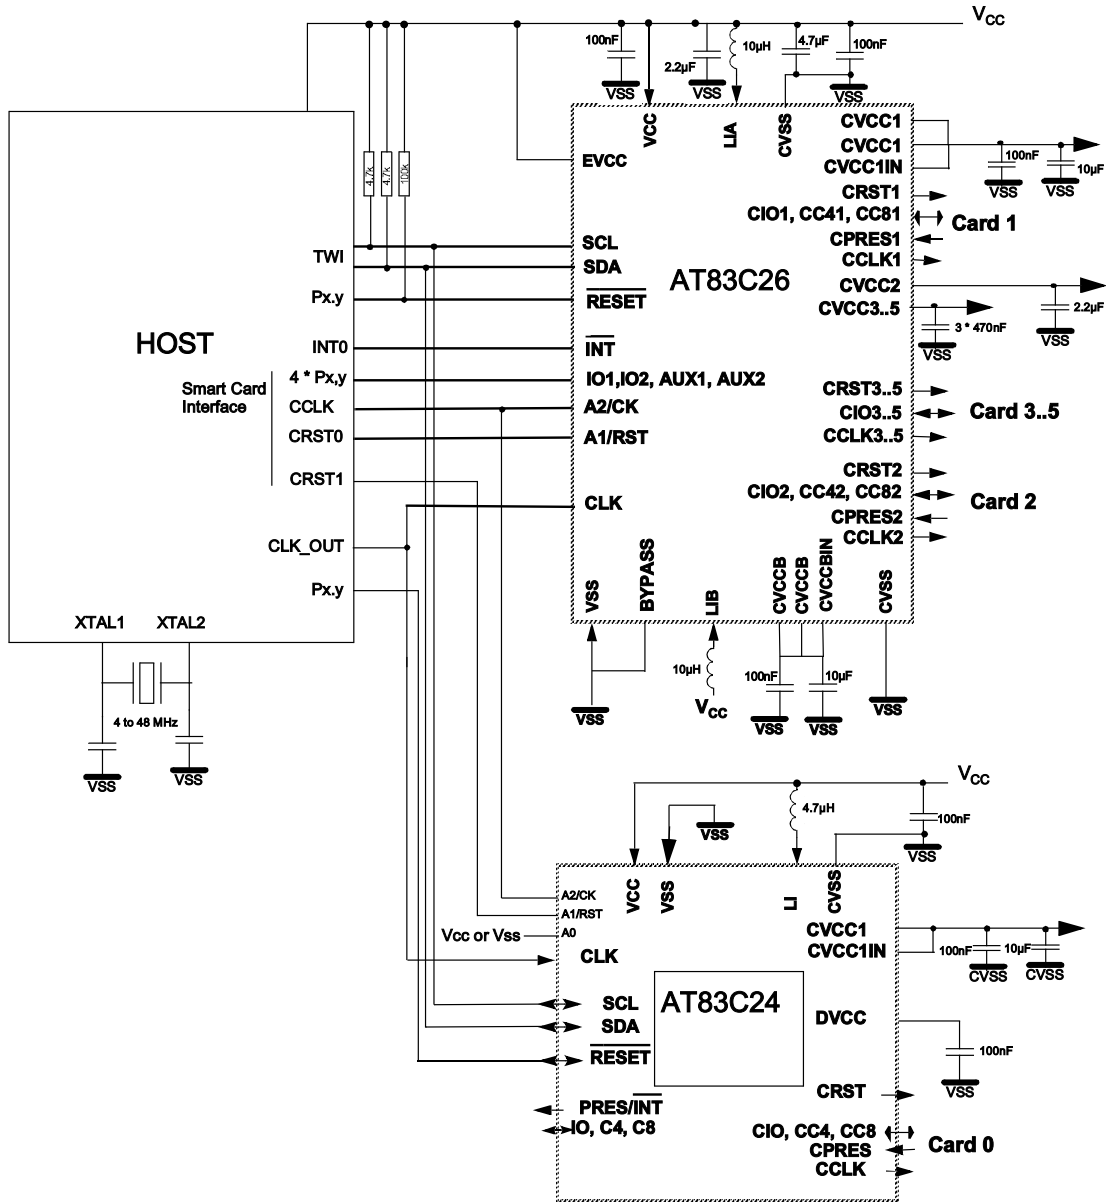 VCC
100nF
VSS
2.2µF
VSS
10µH
4.7µF
100nF
VSS
4.7k
4.7k
100k
HOST
TWI
Px.y
INT0
4 * Px,y
Smart Card
Interface
CCLK
CRST0
CRST1
CLK_OUT
Px.y
XTAL1
XTAL2
4 to 48 MHz
VSS
VSS
VCC
LIA
CVSS
EVCC
SCL
SDA
RESET
INT
IO1,IO2, AUX1, AUX2
A2/CK
A1/RST
CLK
AT83C26
CVCC1
CVCC1
CVCC1IN
CRST1
CIO1, CC41, CC81
CPRES1
CCLK1
CVCC2
CVCC3..5
CRST3..5
CIO3..5
CCLK3..5
CRST2
CIO2, CC42, CC82
CPRES2
CCLK2
VSS
BYPASS
LIB
CVCCB
CVCCB
CVCCBIN
CVSS
100nF
VSS
10µF
VSS
Card 1
2.2µF
VSS
3 * 470nF
VSS
Card 3..5
Card 2
VSS
10µH
VCC
100nF
VSS
10µF
VSS
VSS
VCC
4.7µH
100nF
VSS
VSS
VCC
VSS
LI
CVSS
A2/CK
A1/RST
Vcc or Vss
A0
CLK
SCL
SDA
RESET
PRES/INT
IO, C4, C8
AT83C24
CVCC1
CVCC1IN
100nF
CVSS
10µF
CVSS
DVCC
100nF
VSS
CRST
CIO, CC4, CC8
CPRES
CCLK
Card 0